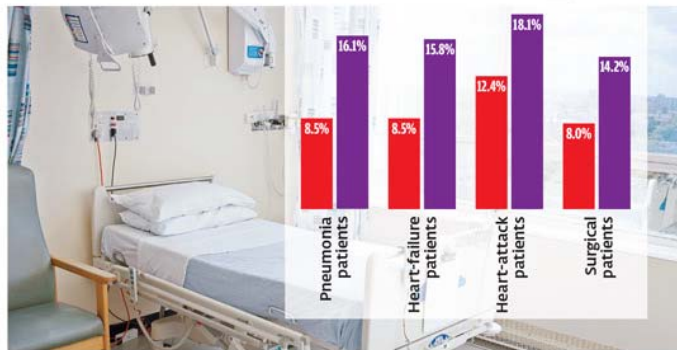 16.1%
8.5%
15.8%
8.5%
18.1%
12.4%
14.2%
8.0%
Pneumonia
patients
Heart-failure
patients
Heart-attack
patients
Surgical
patients